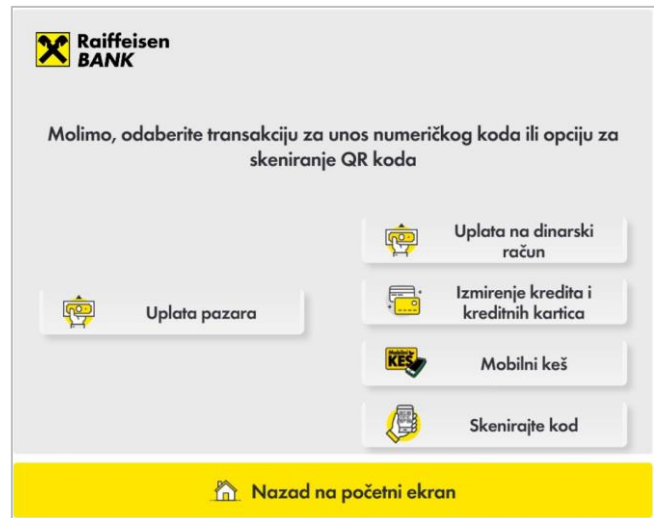 Raiffeisen
BANK
Molimo, odaberite transakciju za unos numeričkog koda ili opciju za
skeniranje QR koda
Uplata pazara
Uplata na dinarski
račun
Izmirenje kredita i
kreditnih kartica
KEŠ
Mobilni keš
Skenirajte kod
Nazad na početni ekran